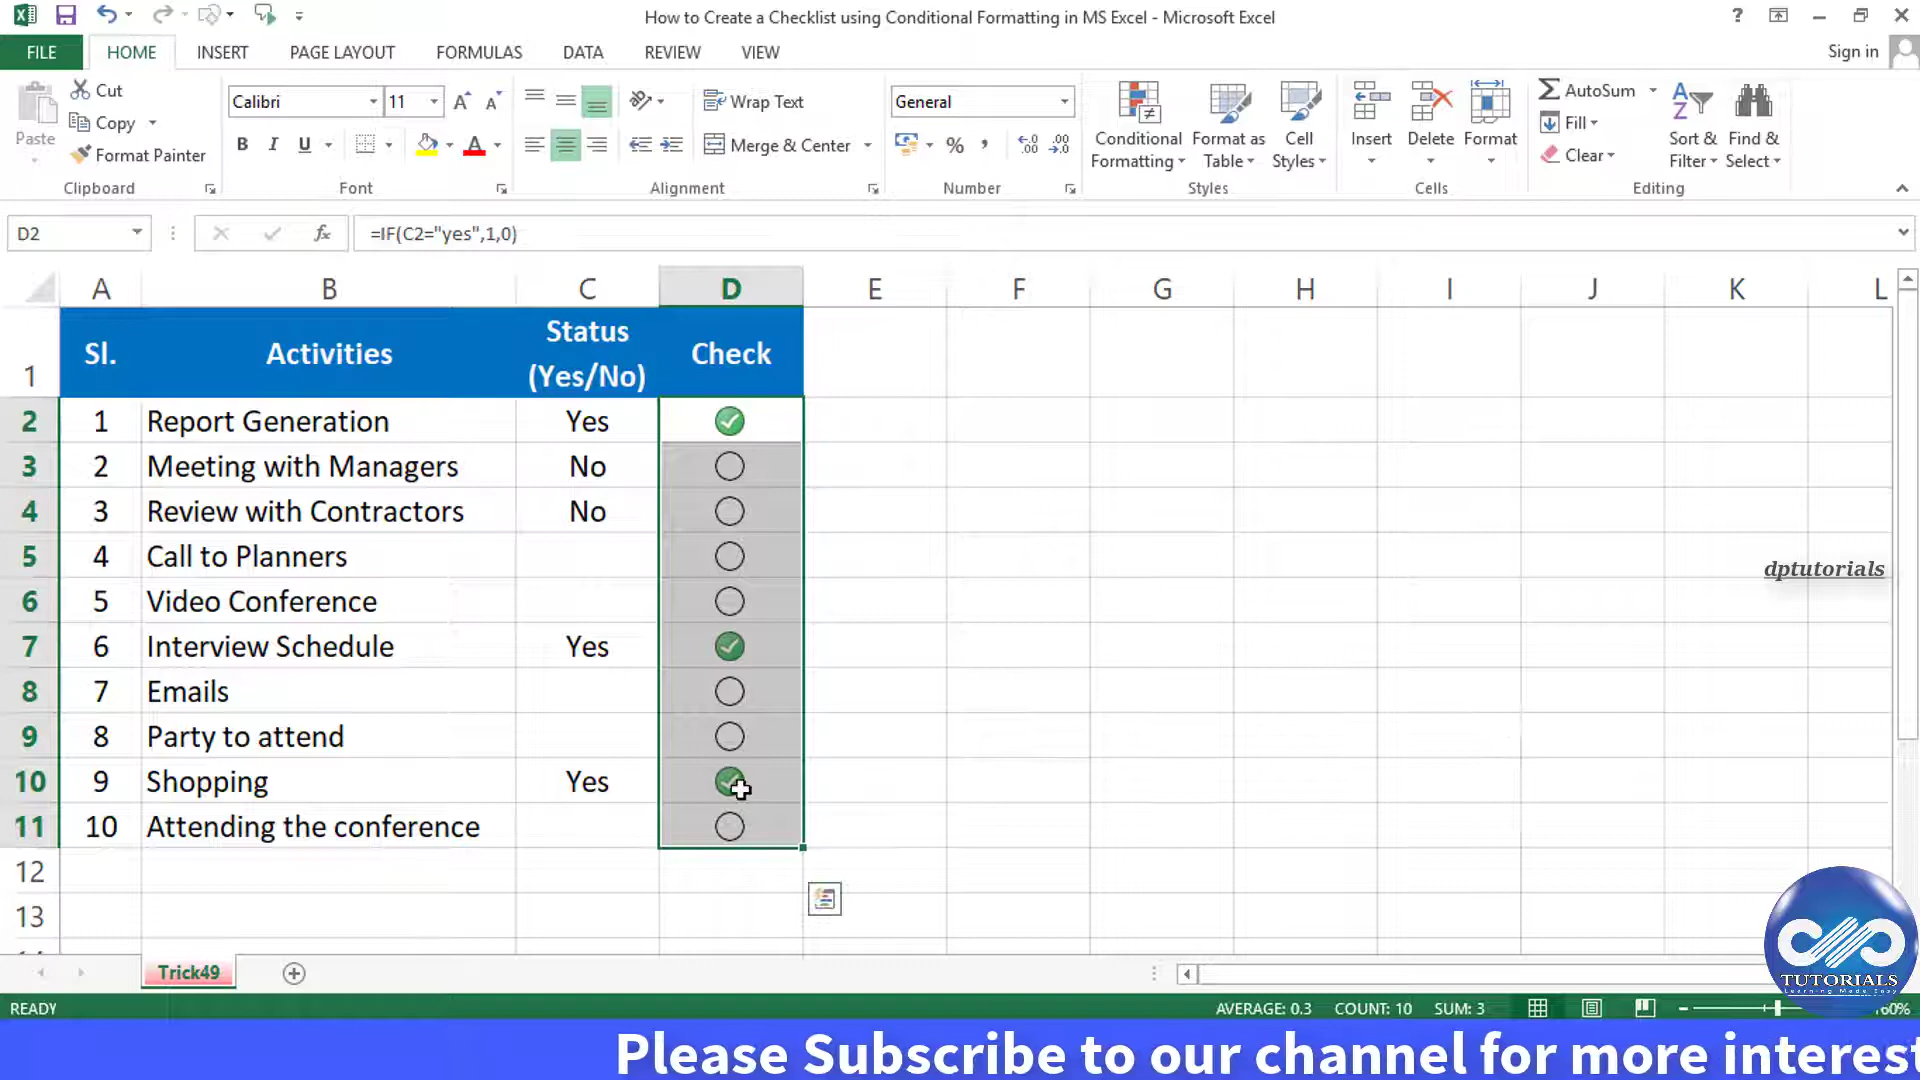 How to Create a Checklist using Conditional Formatting in MS Excel - Microsoft Excel
?
Sign in
FILE HOME INSERT PAGE LAYOUT FORMULAS DATA REVIEW VIEW
Paste
Cut
Copy
Format Painter
Clipboard
Calibri 11
B I U
Font
Wrap Text
Merge & Center
Alignment
General
%
Number
Conditional Formatting
Format as Table
Cell Styles
Styles
Insert
Delete
Format
Cells
AutoSum
Fill
Clear
Sort & Filter
Find & Select
Editing
D2 fx =IF(C2="yes",1,0)
A B C D E F G H I J K L
1 Sl. Activities Status (Yes/No) Check
2 1 Report Generation Yes
3 2 Meeting with Managers No
4 3 Review with Contractors No
5 4 Call to Planners
6 5 Video Conference
7 6 Interview Schedule Yes
8 7 Emails
9 8 Party to attend
10 9 Shopping Yes
11 10 Attending the conference
12
13
dptutorials
Trick49
TUTORIALS
Learning Made Easy
READY AVERAGE: 0.3 COUNT: 10 SUM: 3
Please Subscribe to our channel for more interes